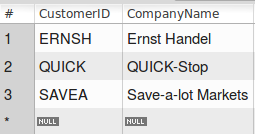 # CustomerID CompanyName
1 ERNSH Ernst Handel
2 QUICK QUICK-Stop
3 SAVEA Save-a-lot Markets
* NULL NULL